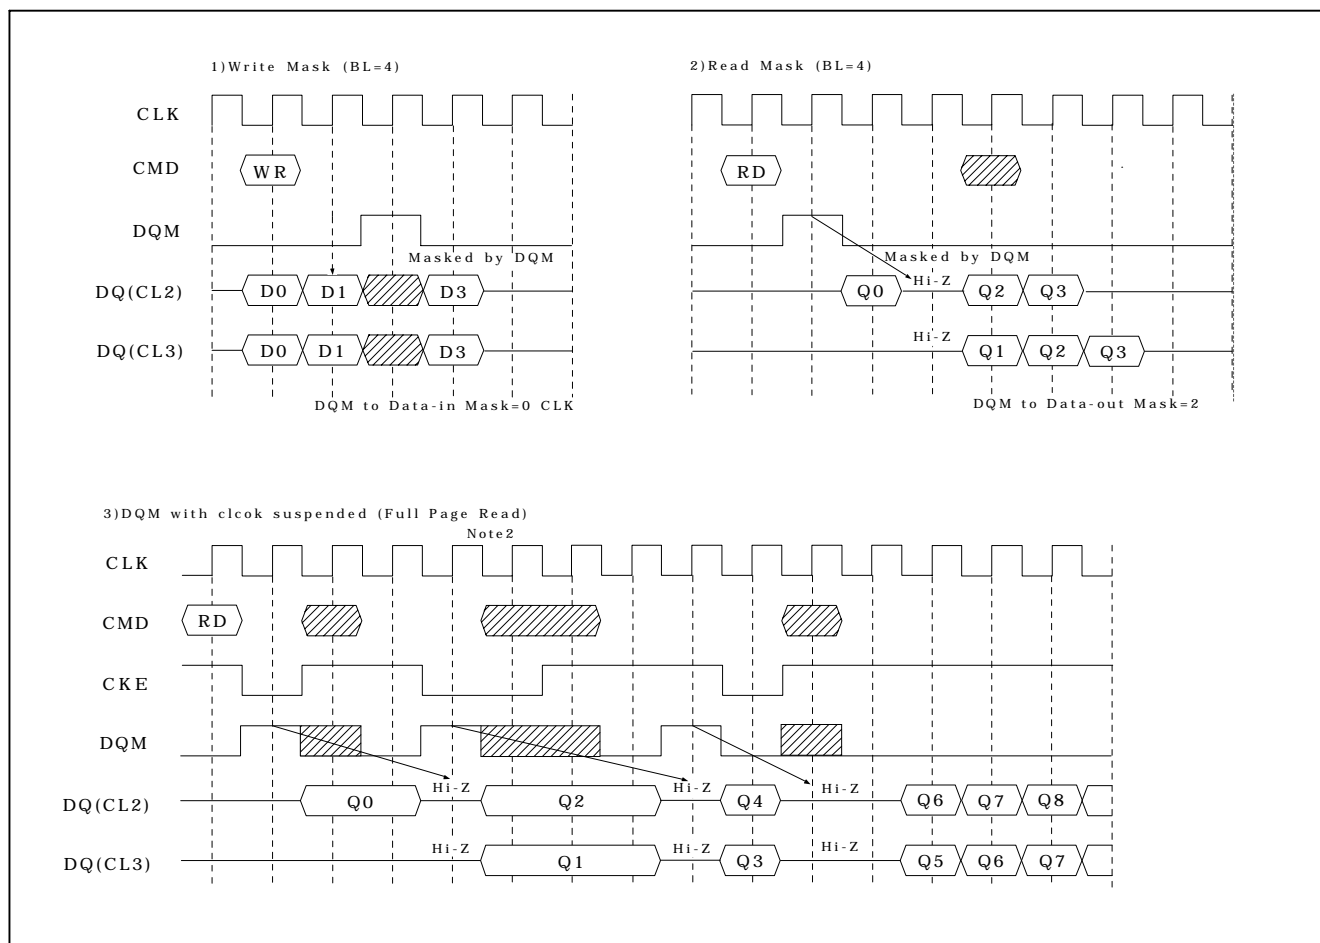 1)Write Mask (BL=4)
2)Read Mask (BL=4)
CLK
CMD WR RD
DQM
Masked by DQM Masked by DQM
DQ(CL2) D0 D1 D3 Q0 Hi-Z Q2 Q3
DQ(CL3) D0 D1 D3 Hi-Z Q1 Q2 Q3
DQM to Data-in Mask=0 CLK DQM to Data-out Mask=2
3)DQM with clcok suspended (Full Page Read)
Note2
CLK
CMD RD
CKE
DQM
DQ(CL2) Q0 Hi-Z Q2 Hi-Z Q4 Hi-Z Q6 Q7 Q8
DQ(CL3) Hi-Z Q1 Hi-Z Q3 Hi-Z Q5 Q6 Q7